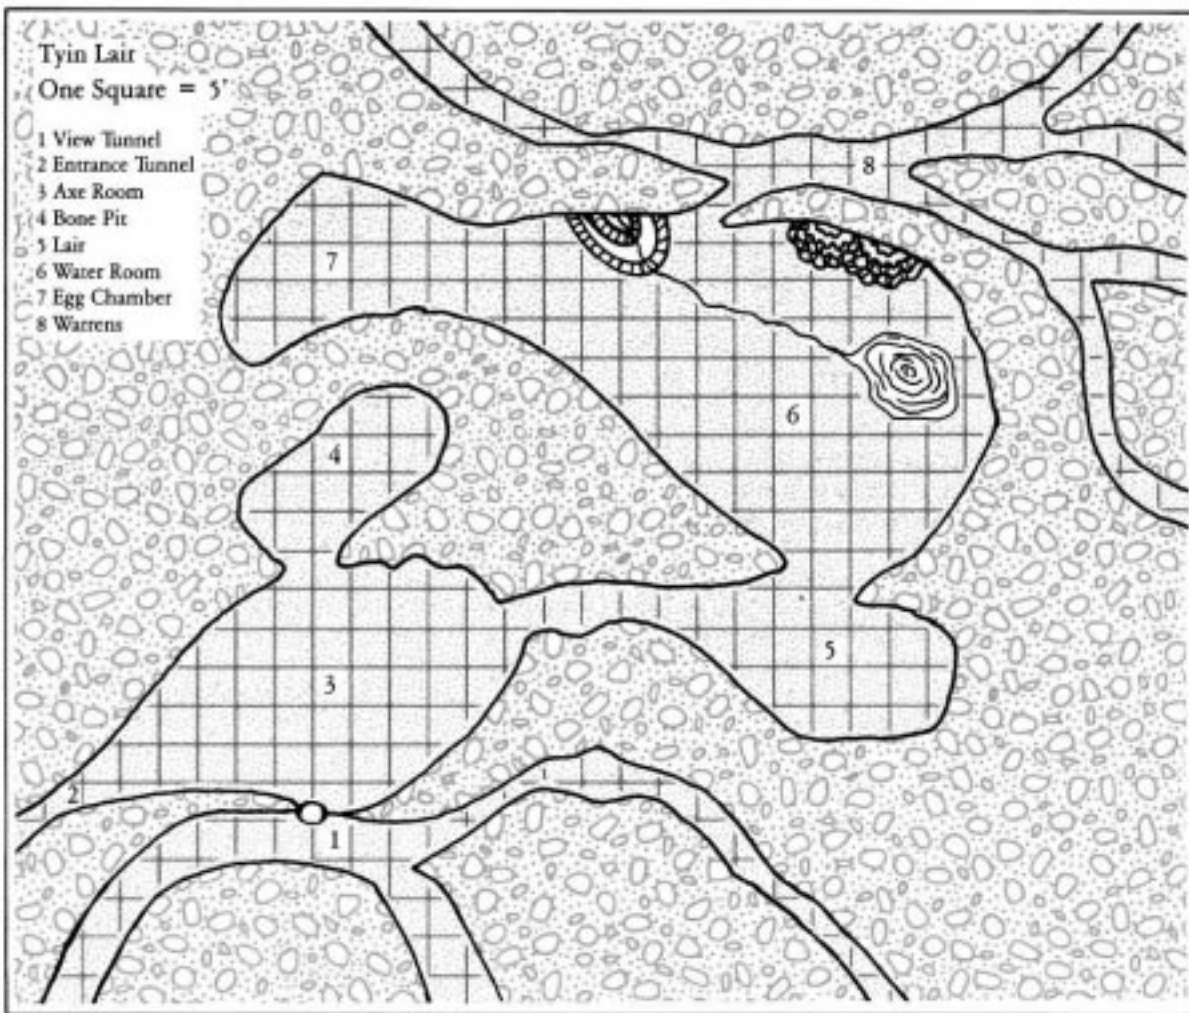 Tyin Lair
One Square = 5'
1 View Tunnel
2 Entrance Tunnel
3 Axe Room
4 Bone Pit
5 Lair
6 Water Room
7 Egg Chamber
8 Warrens
8
7
6
4
5
3
2
1